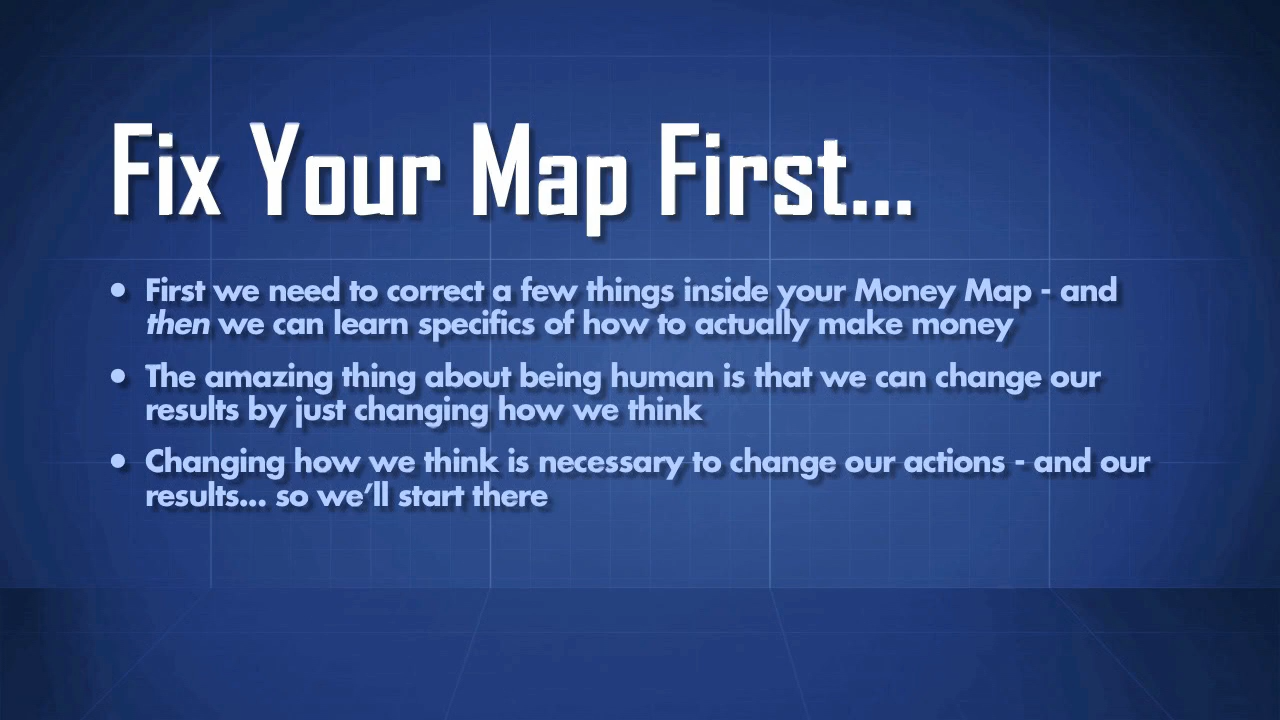 Fix Your Map First...
• First we need to correct a few things inside your Money Map - and
then we can learn specifics of how to actually make money
• The amazing thing about being human is that we can change our
results by just changing how we think
• Changing how we think is necessary to change our actions - and our
results... so we’ll start there